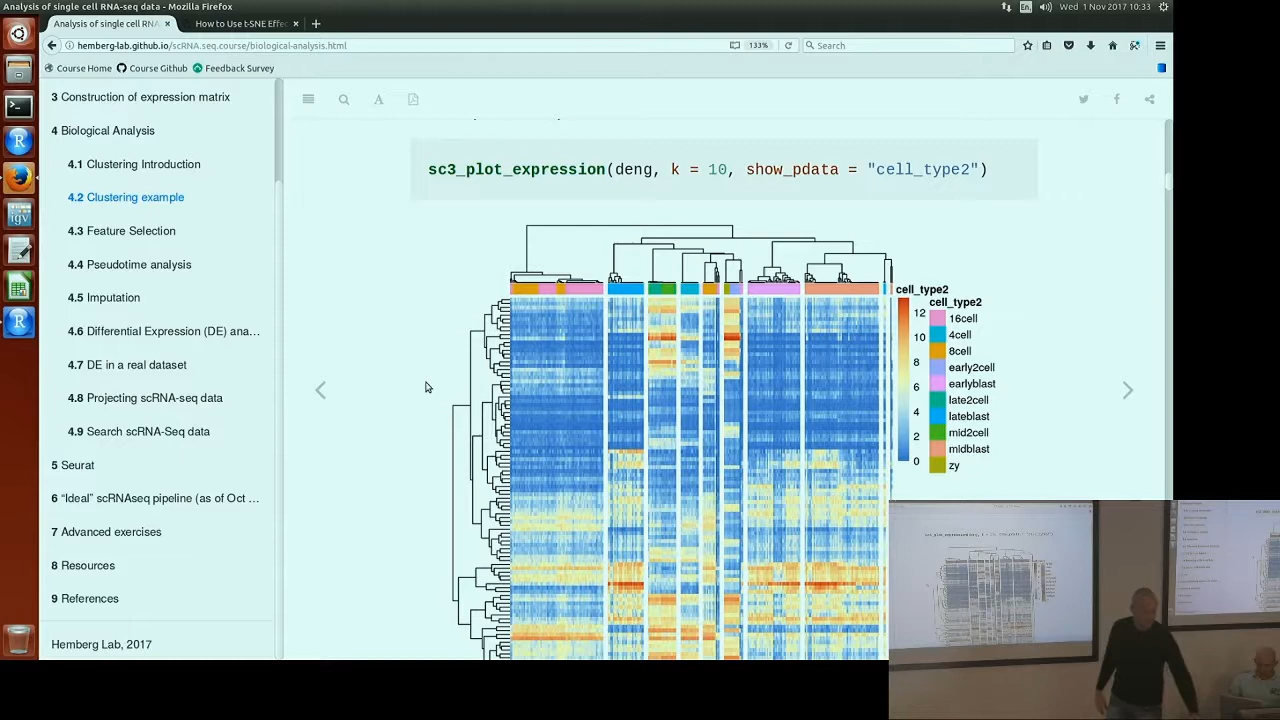 Analysis of single cell RNA-seq data - Mozilla Firefox
En
Wed 1 Nov 2017 10:33
Analysis of single cell RNA
How to Use t-SNE Effec
hemberg-lab.github.io/scRNA.seq.course/biological-analysis.html
133%
Search
Course Home
Course Github
Feedback Survey
3 Construction of expression matrix
4 Biological Analysis
4.1 Clustering Introduction
4.2 Clustering example
4.3 Feature Selection
4.4 Pseudotime analysis
4.5 Imputation
4.6 Differential Expression (DE) ana…
4.7 DE in a real dataset
4.8 Projecting scRNA-seq data
4.9 Search scRNA-Seq data
5 Seurat
6 “Ideal” scRNAseq pipeline (as of Oct …
7 Advanced exercises
8 Resources
9 References
Hemberg Lab, 2017
sc3_plot_expression(deng, k = 10, show_pdata = "cell_type2")
cell_type2
12
10
8
6
4
2
0
cell_type2
16cell
4cell
8cell
early2cell
earlyblast
late2cell
lateblast
mid2cell
midblast
zy